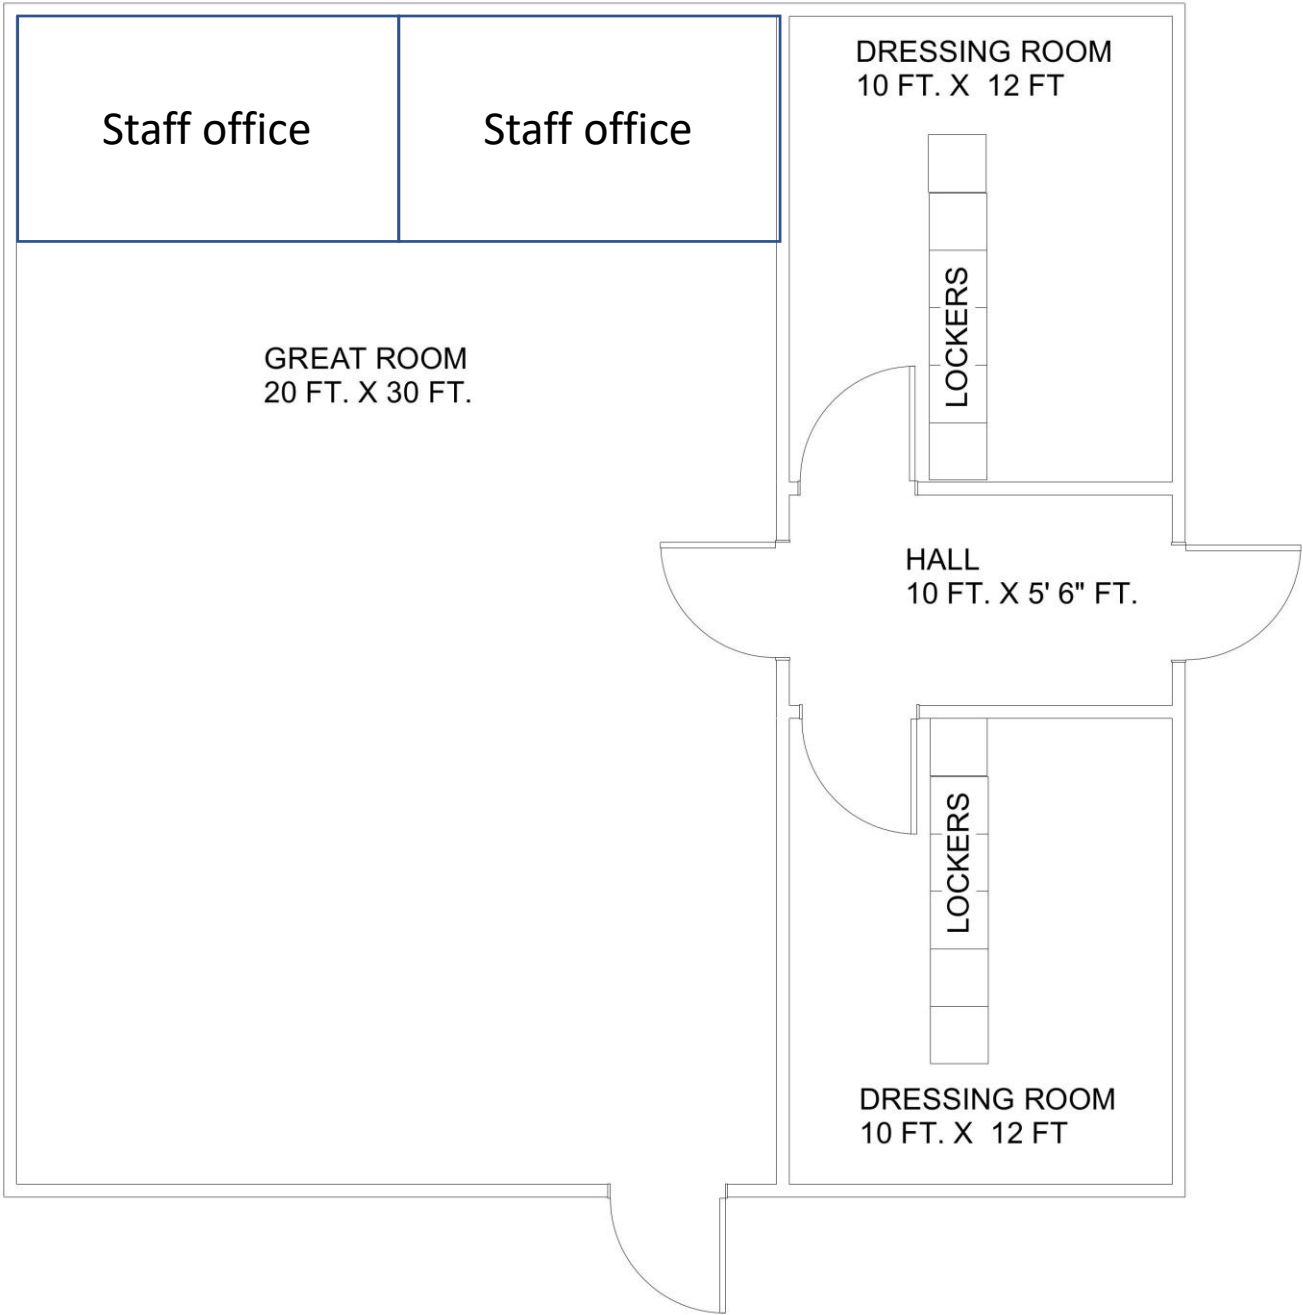 DRESSING ROOM
10 FT. X 12 FT
Staff office
Staff office
LOCKERS
GREAT ROOM
20 FT. X 30 FT.
HALL
10 FT. X 5' 6" FT.
LOCKERS
DRESSING ROOM
10 FT. X 12 FT